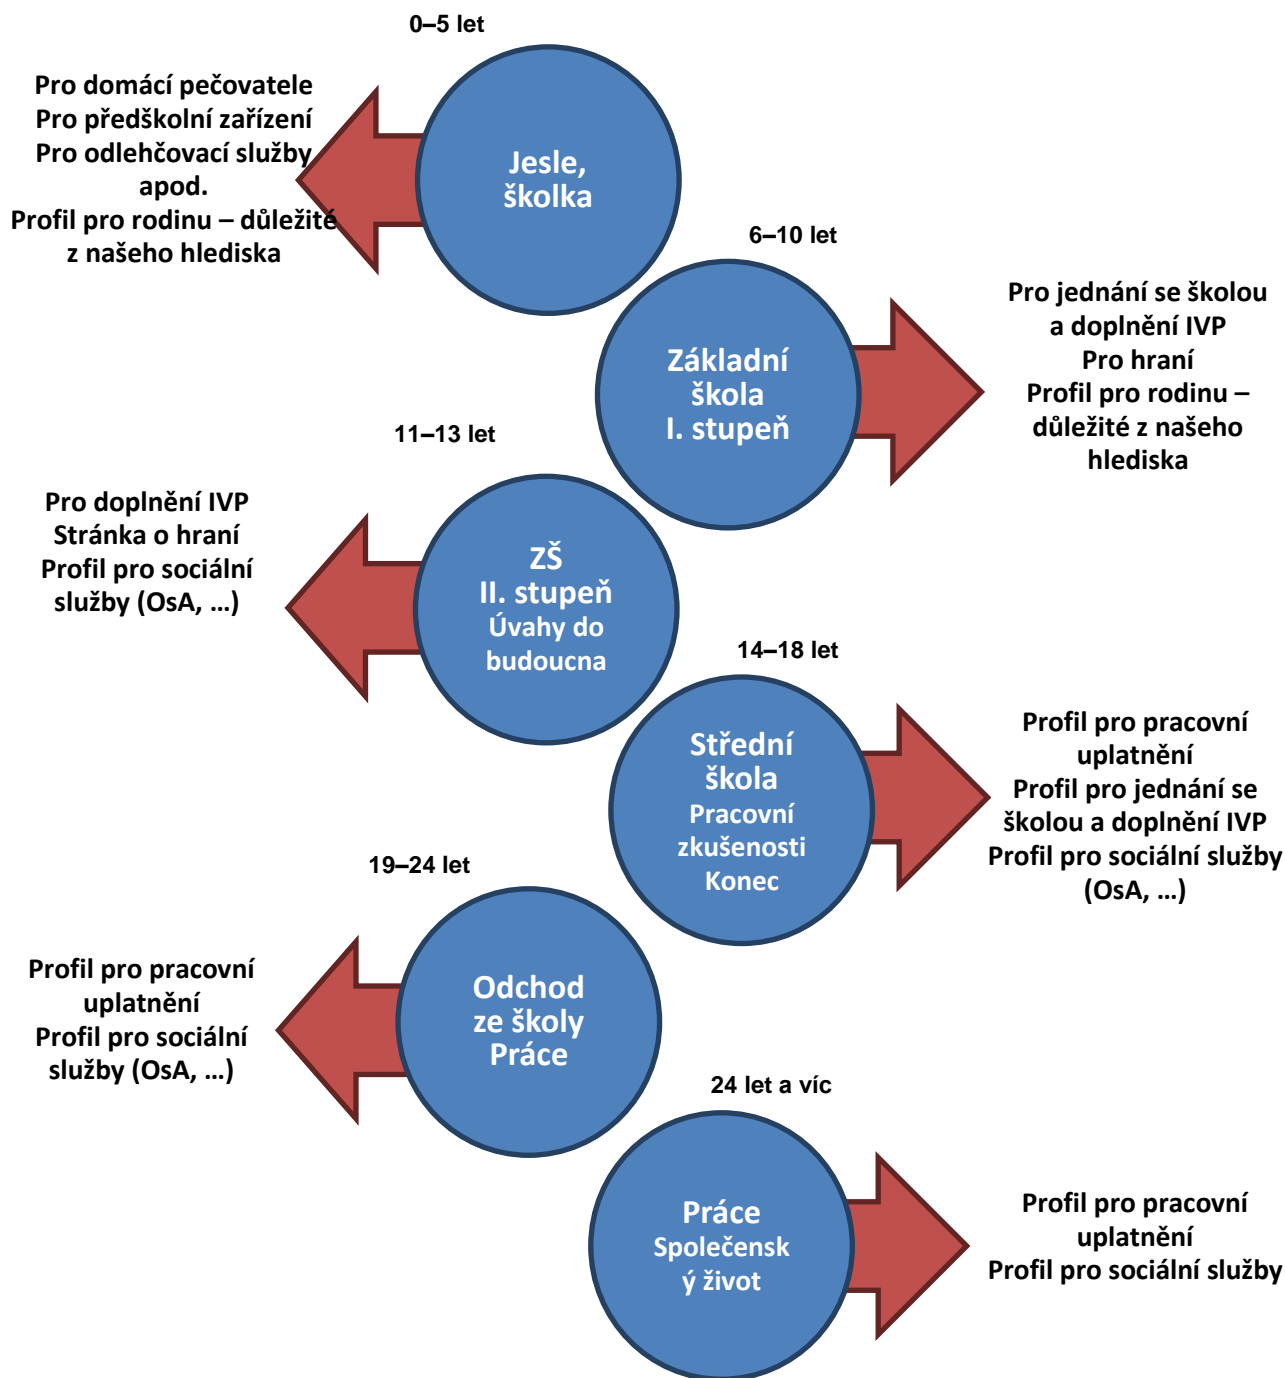 0–5 let
Pro domácí pečovatele
Pro předškolní zařízení
Pro odlehčovací služby
apod.
Profil pro rodinu – důležité
z našeho hlediska
Jesle,
školka
6–10 let
Základní
škola
I. stupeň
Pro jednání se školou
a doplnění IVP
Pro hraní
Profil pro rodinu –
důležité z našeho
hlediska
11–13 let
Pro doplnění IVP
Stránka o hraní
Profil pro sociální
služby (OsA, ...)
ZŠ
II. stupeň
Úvahy do
budoucna
14–18 let
Střední
škola
Pracovní
zkušenosti
Konec
Profil pro pracovní
uplatnění
Profil pro jednání se
školou a doplnění IVP
Profil pro sociální služby
(OsA, ...)
19–24 let
Profil pro pracovní
uplatnění
Profil pro sociální
služby (OsA, ...)
Odchod
ze školy
Práce
24 let a víc
Práce
Společensk
ý život
Profil pro pracovní
uplatnění
Profil pro sociální služby